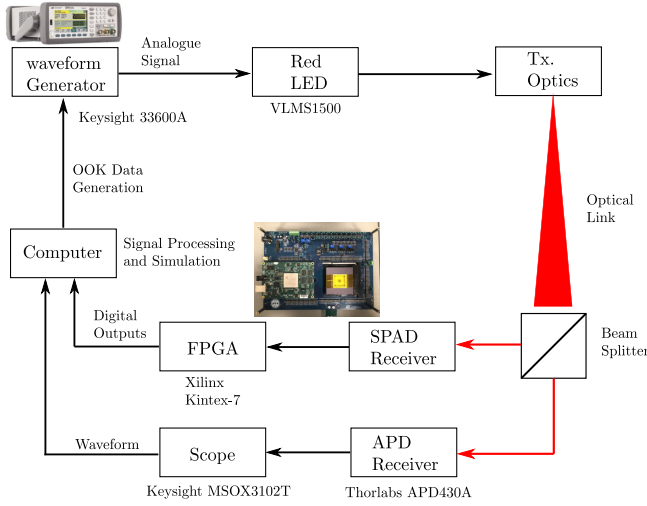 waveform
Generator
Analogue
Signal
Red
LED
Tx.
Optics
Keysight 33600A
VLMS1500
OOK Data
Generation
Optical
Link
Computer
Signal Processing
and Simulation
Digital
Outputs
FPGA
SPAD
Receiver
Beam
Splitter
Xilinx
Kintex-7
Waveform
Scope
APD
Receiver
Keysight MSOX3102T
Thorlabs APD430A